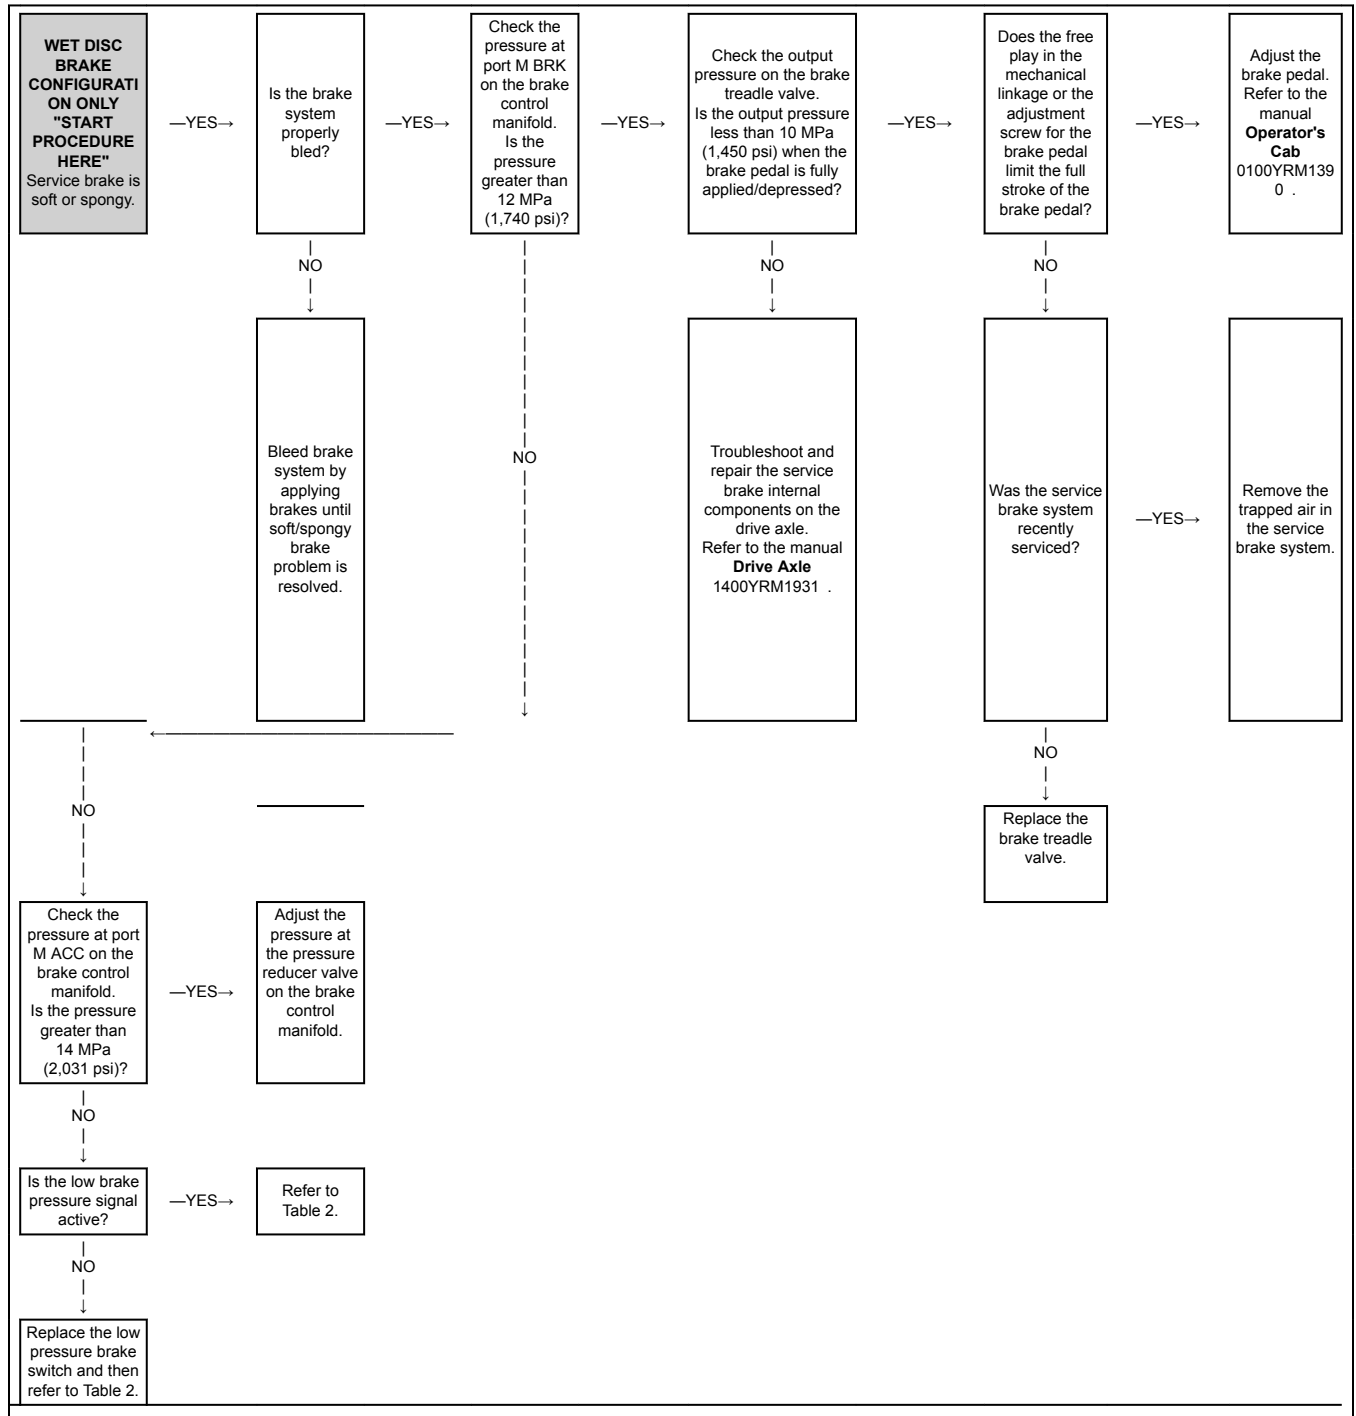 WET DISC
BRAKE
CONFIGURATI
ON ONLY
"START
PROCEDURE
HERE"
Service brake is
soft or spongy.
—YES→
Is the brake
system
properly
bled?
—YES→
Check the
pressure at
port M BRK
on the brake
control
manifold.
Is the
pressure
greater than
12 MPa
(1,740 psi)?
—YES→
Check the output
pressure on the brake
treadle valve.
Is the output pressure
less than 10 MPa
(1,450 psi) when the
brake pedal is fully
applied/depressed?
—YES→
Does the free
play in the
mechanical
linkage or the
adjustment
screw for the
brake pedal
limit the full
stroke of the
brake pedal?
—YES→
Adjust the
brake pedal.
Refer to the
manual
Operator's
Cab
0100YRM139
0 .
NO
NO
NO
Bleed brake
system by
applying
brakes until
soft/spongy
brake
problem is
resolved.
NO
Troubleshoot and
repair the service
brake internal
components on the
drive axle.
Refer to the manual
Drive Axle
1400YRM1931 .
Was the service
brake system
recently
serviced?
—YES→
Remove the
trapped air in
the service
brake system.
NO
NO
Replace the
brake treadle
valve.
Check the
pressure at port
M ACC on the
brake control
manifold.
Is the pressure
greater than
14 MPa
(2,031 psi)?
—YES→
Adjust the
pressure at
the pressure
reducer valve
on the brake
control
manifold.
NO
Is the low brake
pressure signal
active?
—YES→
Refer to
Table 2.
NO
Replace the low
pressure brake
switch and then
refer to Table 2.